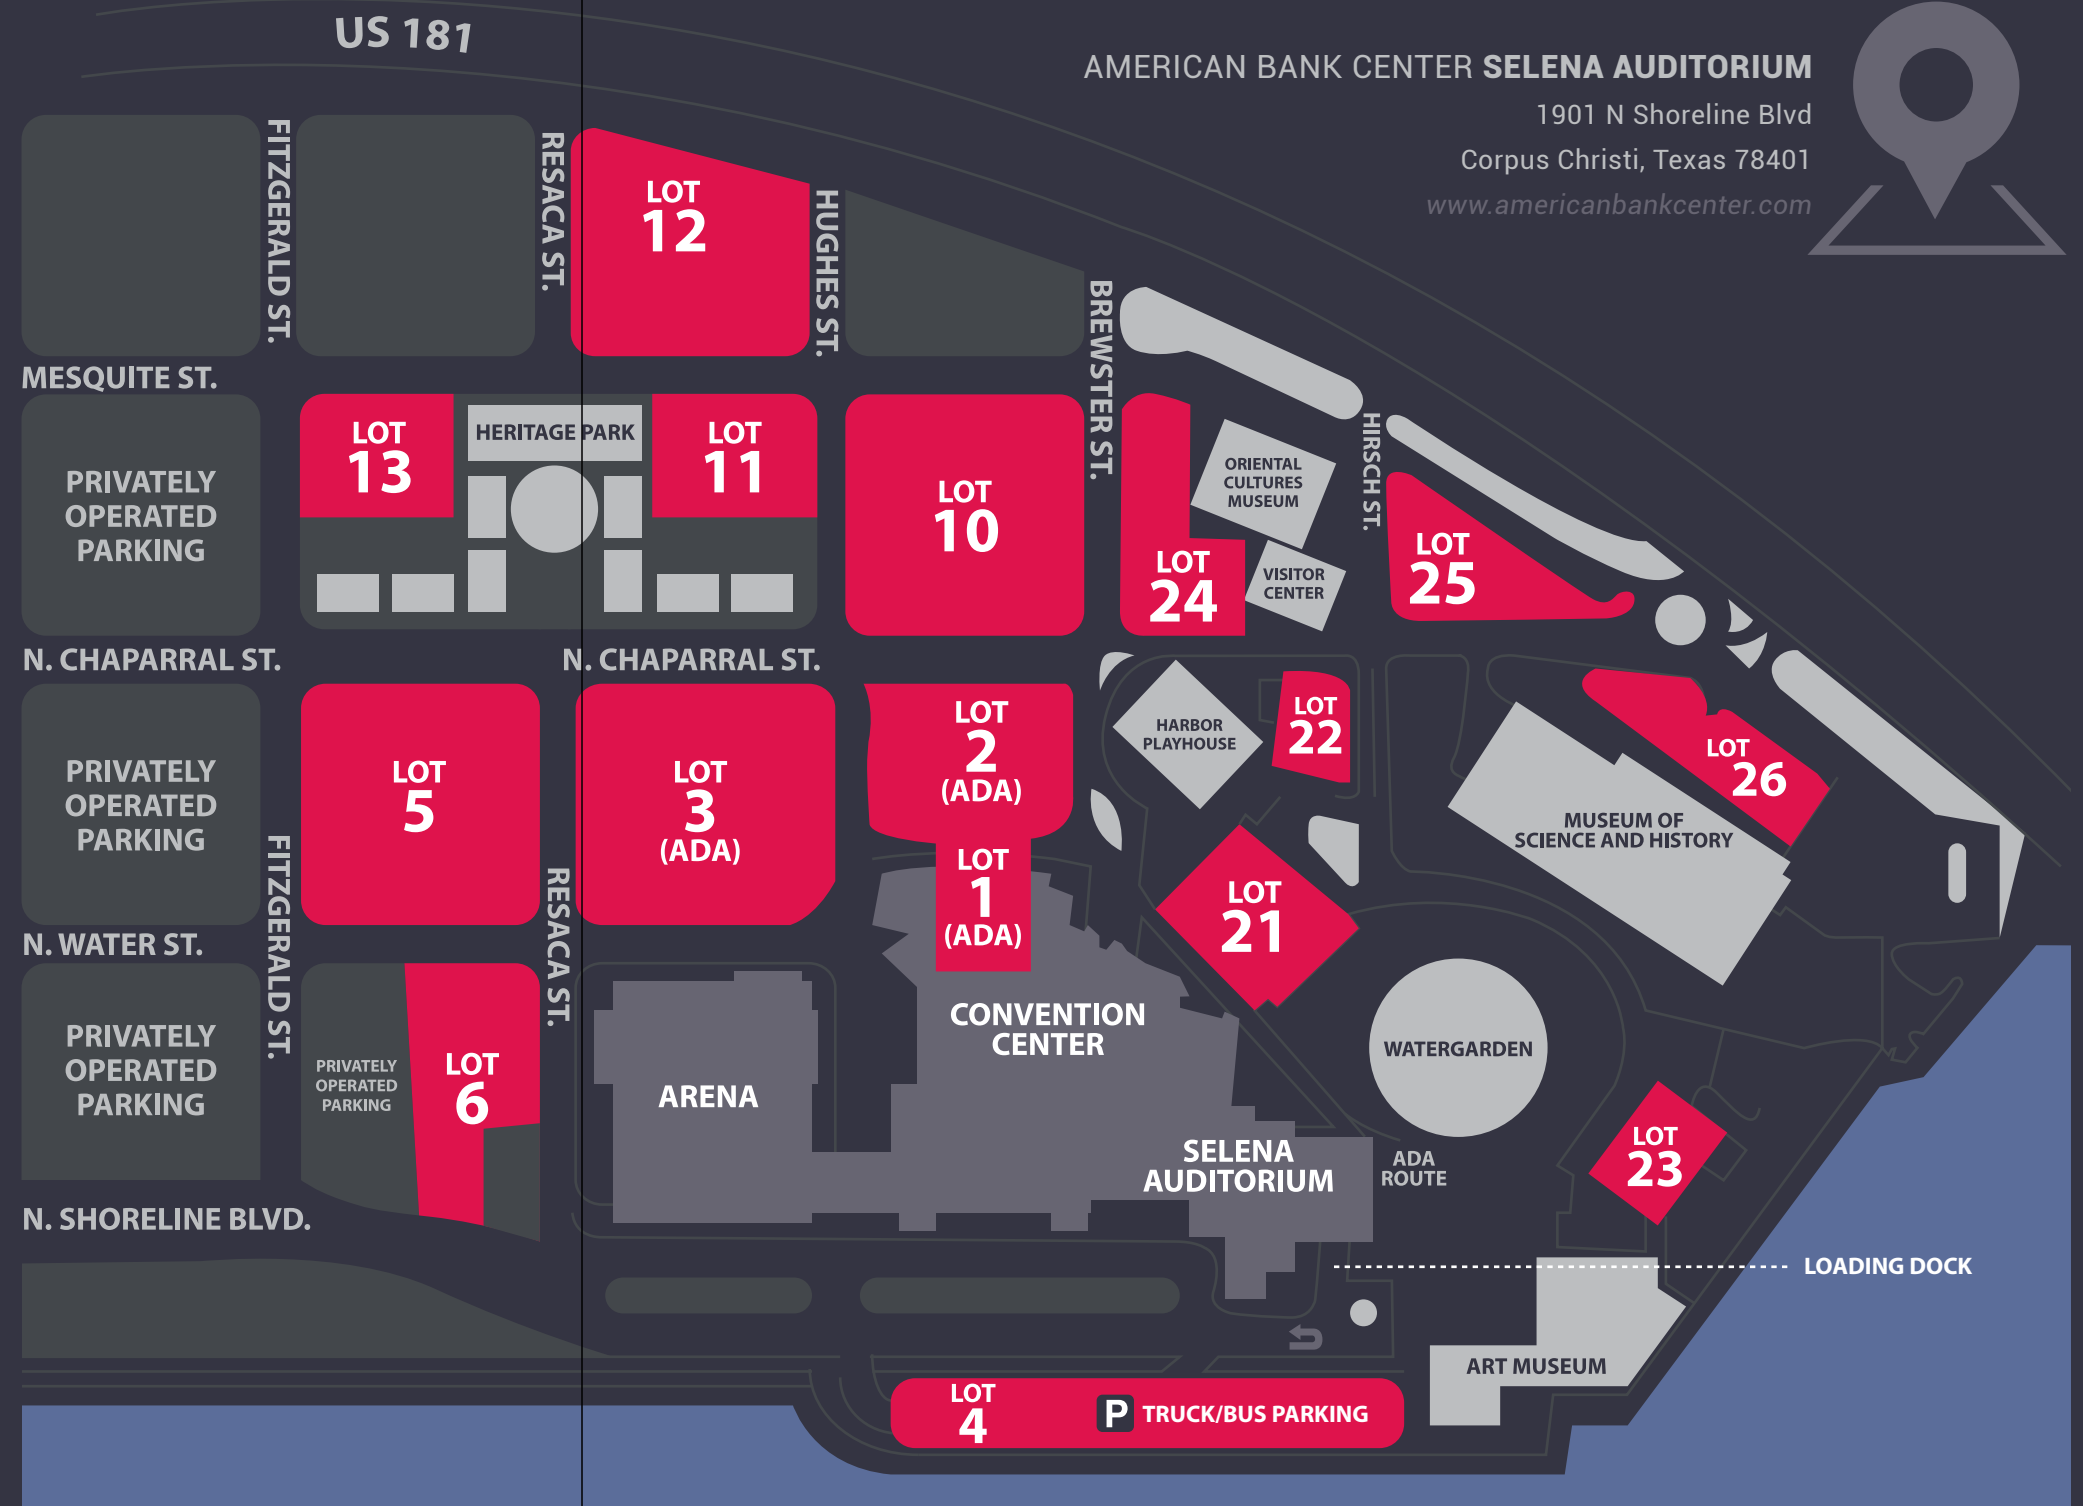 US 181
AMERICAN BANK CENTER SELENA AUDITORIUM
1901 N Shoreline Blvd
Corpus Christi, Texas 78401
www.americanbankcenter.com
FITZGERALD ST.
RESACA ST.
LOT
12
HUGHES ST.
BREWSTER ST.
MESQUITE ST.
PRIVATELY
OPERATED
PARKING
LOT
13
HERITAGE PARK
LOT
11
LOT
10
LOT
24
ORIENTAL
CULTURES
MUSEUM
VISITOR
CENTER
HIRSCH ST.
LOT
25
N. CHAPARRAL ST.
N. CHAPARRAL ST.
PRIVATELY
OPERATED
PARKING
FITZGERALD ST.
LOT
5
RESACA ST.
LOT
3
(ADA)
LOT
2
(ADA)
LOT
1
(ADA)
HARBOR
PLAYHOUSE
LOT
22
LOT
21
LOT
26
MUSEUM OF
SCIENCE AND HISTORY
N. WATER ST.
PRIVATELY
OPERATED
PARKING
PRIVATELY
OPERATED
PARKING
LOT
6
ARENA
CONVENTION
CENTER
SELENA
AUDITORIUM
WATERGARDEN
ADA
ROUTE
LOT
23
N. SHORELINE BLVD.
LOADING DOCK
ART MUSEUM
LOT
4
P TRUCK/BUS PARKING